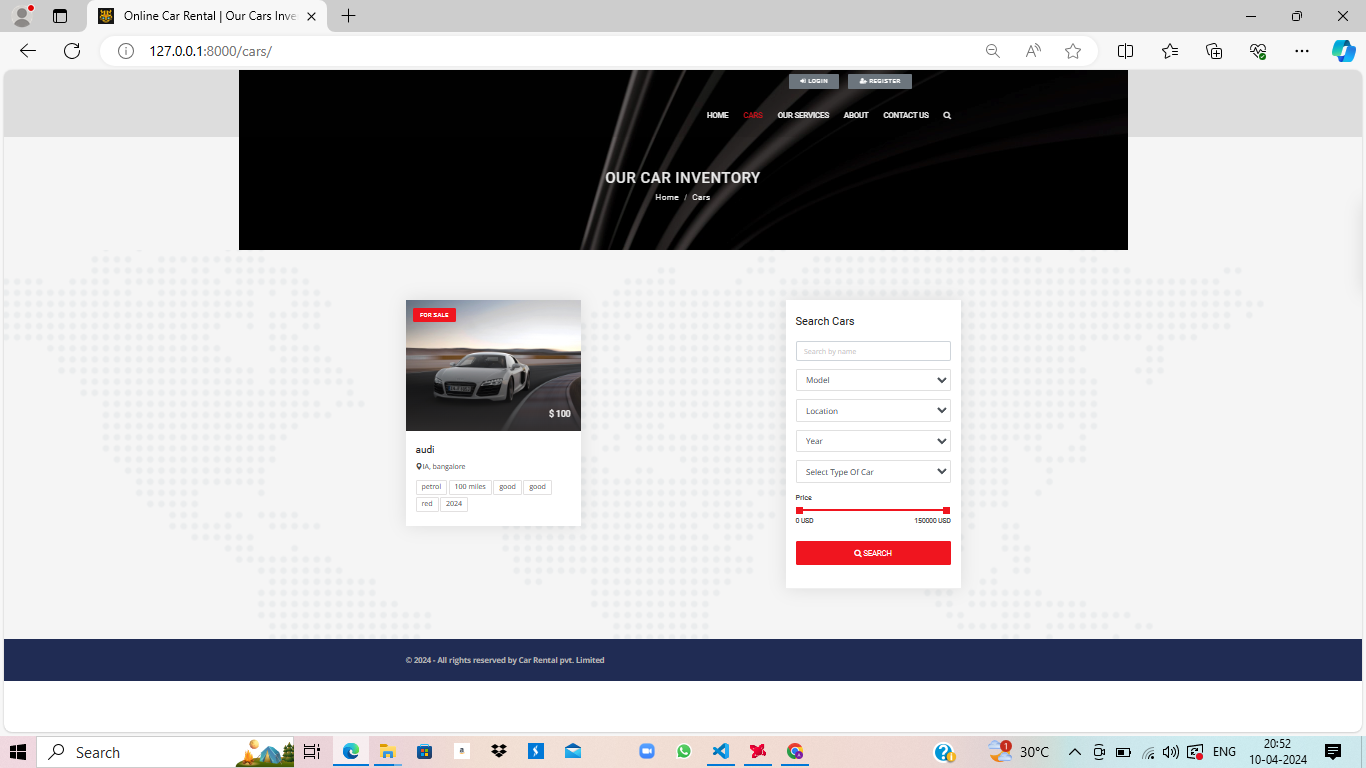 Online Car Rental | Our Cars Inve
127.0.0.1:8000/cars/
LOGIN
REGISTER
HOME CARS OUR SERVICES ABOUT CONTACT US
OUR CAR INVENTORY
Home / Cars
FOR SALE
$ 100
audi
IA, bangalore
petrol 100 miles good good
red 2024
Search Cars
Search by name
Model
Location
Year
Select Type Of Car
Price
0 USD 150000 USD
SEARCH
© 2024 - All rights reserved by Car Rental pvt. Limited
Search
1
30°C
ENG
20:52
10-04-2024